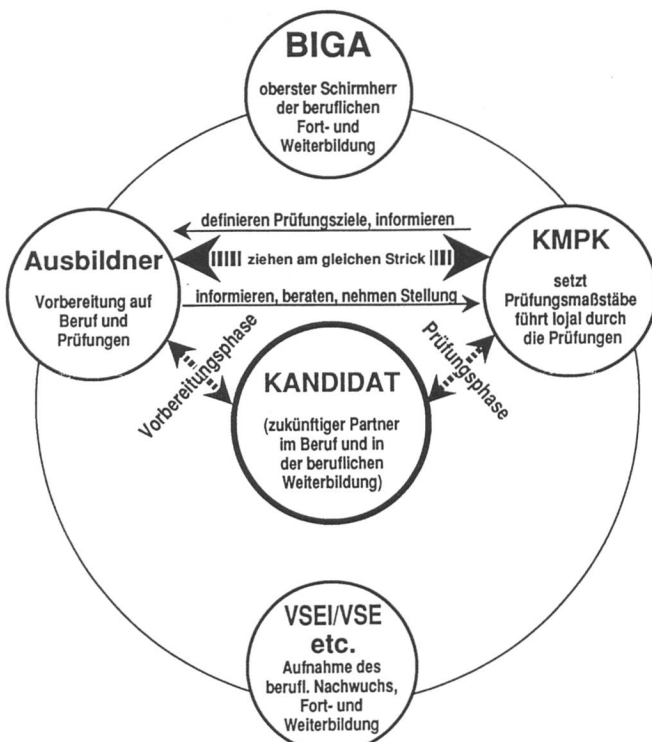 BIGA
oberster Schirmherr
der beruflichen
Fort- und
Weiterbildung
definieren Prüfungsziele, informieren
Ausbildner
Vorbereitung auf
Beruf und
Prüfungen
ziehen am gleichen Strick
KMPK
setzt
Prüfungsmaßstäbe
führt lojal durch
die Prüfungen
informieren, beraten, nehmen Stellung
Vorbereitungsphase
Prüfungsphase
KANDIDAT
(zukünftiger Partner
im Beruf und in
der beruflichen
Weiterbildung)
VSEI/VSE
etc.
Aufnahme des
berufl. Nachwuchs,
Fort- und
Weiterbildung